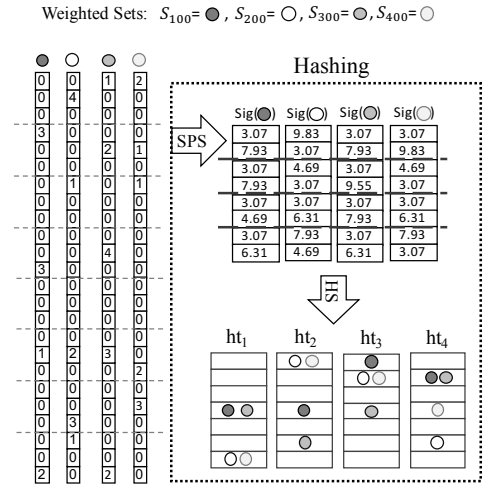 Weighted Sets: S₁₀₀= , S₂₀₀= , S₃₀₀= , S₄₀₀=
0 0 1 2
0 4 0 0
0 0 0 0
3 0 0 0
0 0 2 1
0 0 0 0
0 1 0 1
0 0 0 0
0 0 0 0
0 0 0 0
0 0 4 0
3 0 0 0
0 0 0 0
0 0 0 0
0 0 0 0
0 0 0 0
1 2 3 0
0 0 0 2
0 0 0 0
0 0 0 3
0 3 0 0
0 1 0 0
0 0 0 0
2 0 2 0
SPS
Hashing
Sig( ) Sig( ) Sig( ) Sig( )
3.07 9.83 3.07 3.07
7.93 3.07 7.93 9.83
3.07 4.69 3.07 4.69
7.93 3.07 9.55 3.07
3.07 3.07 3.07 3.07
4.69 6.31 7.93 6.31
3.07 7.93 3.07 7.93
6.31 4.69 6.31 3.07
HS
ht₁ ht₂ ht₃ ht₄